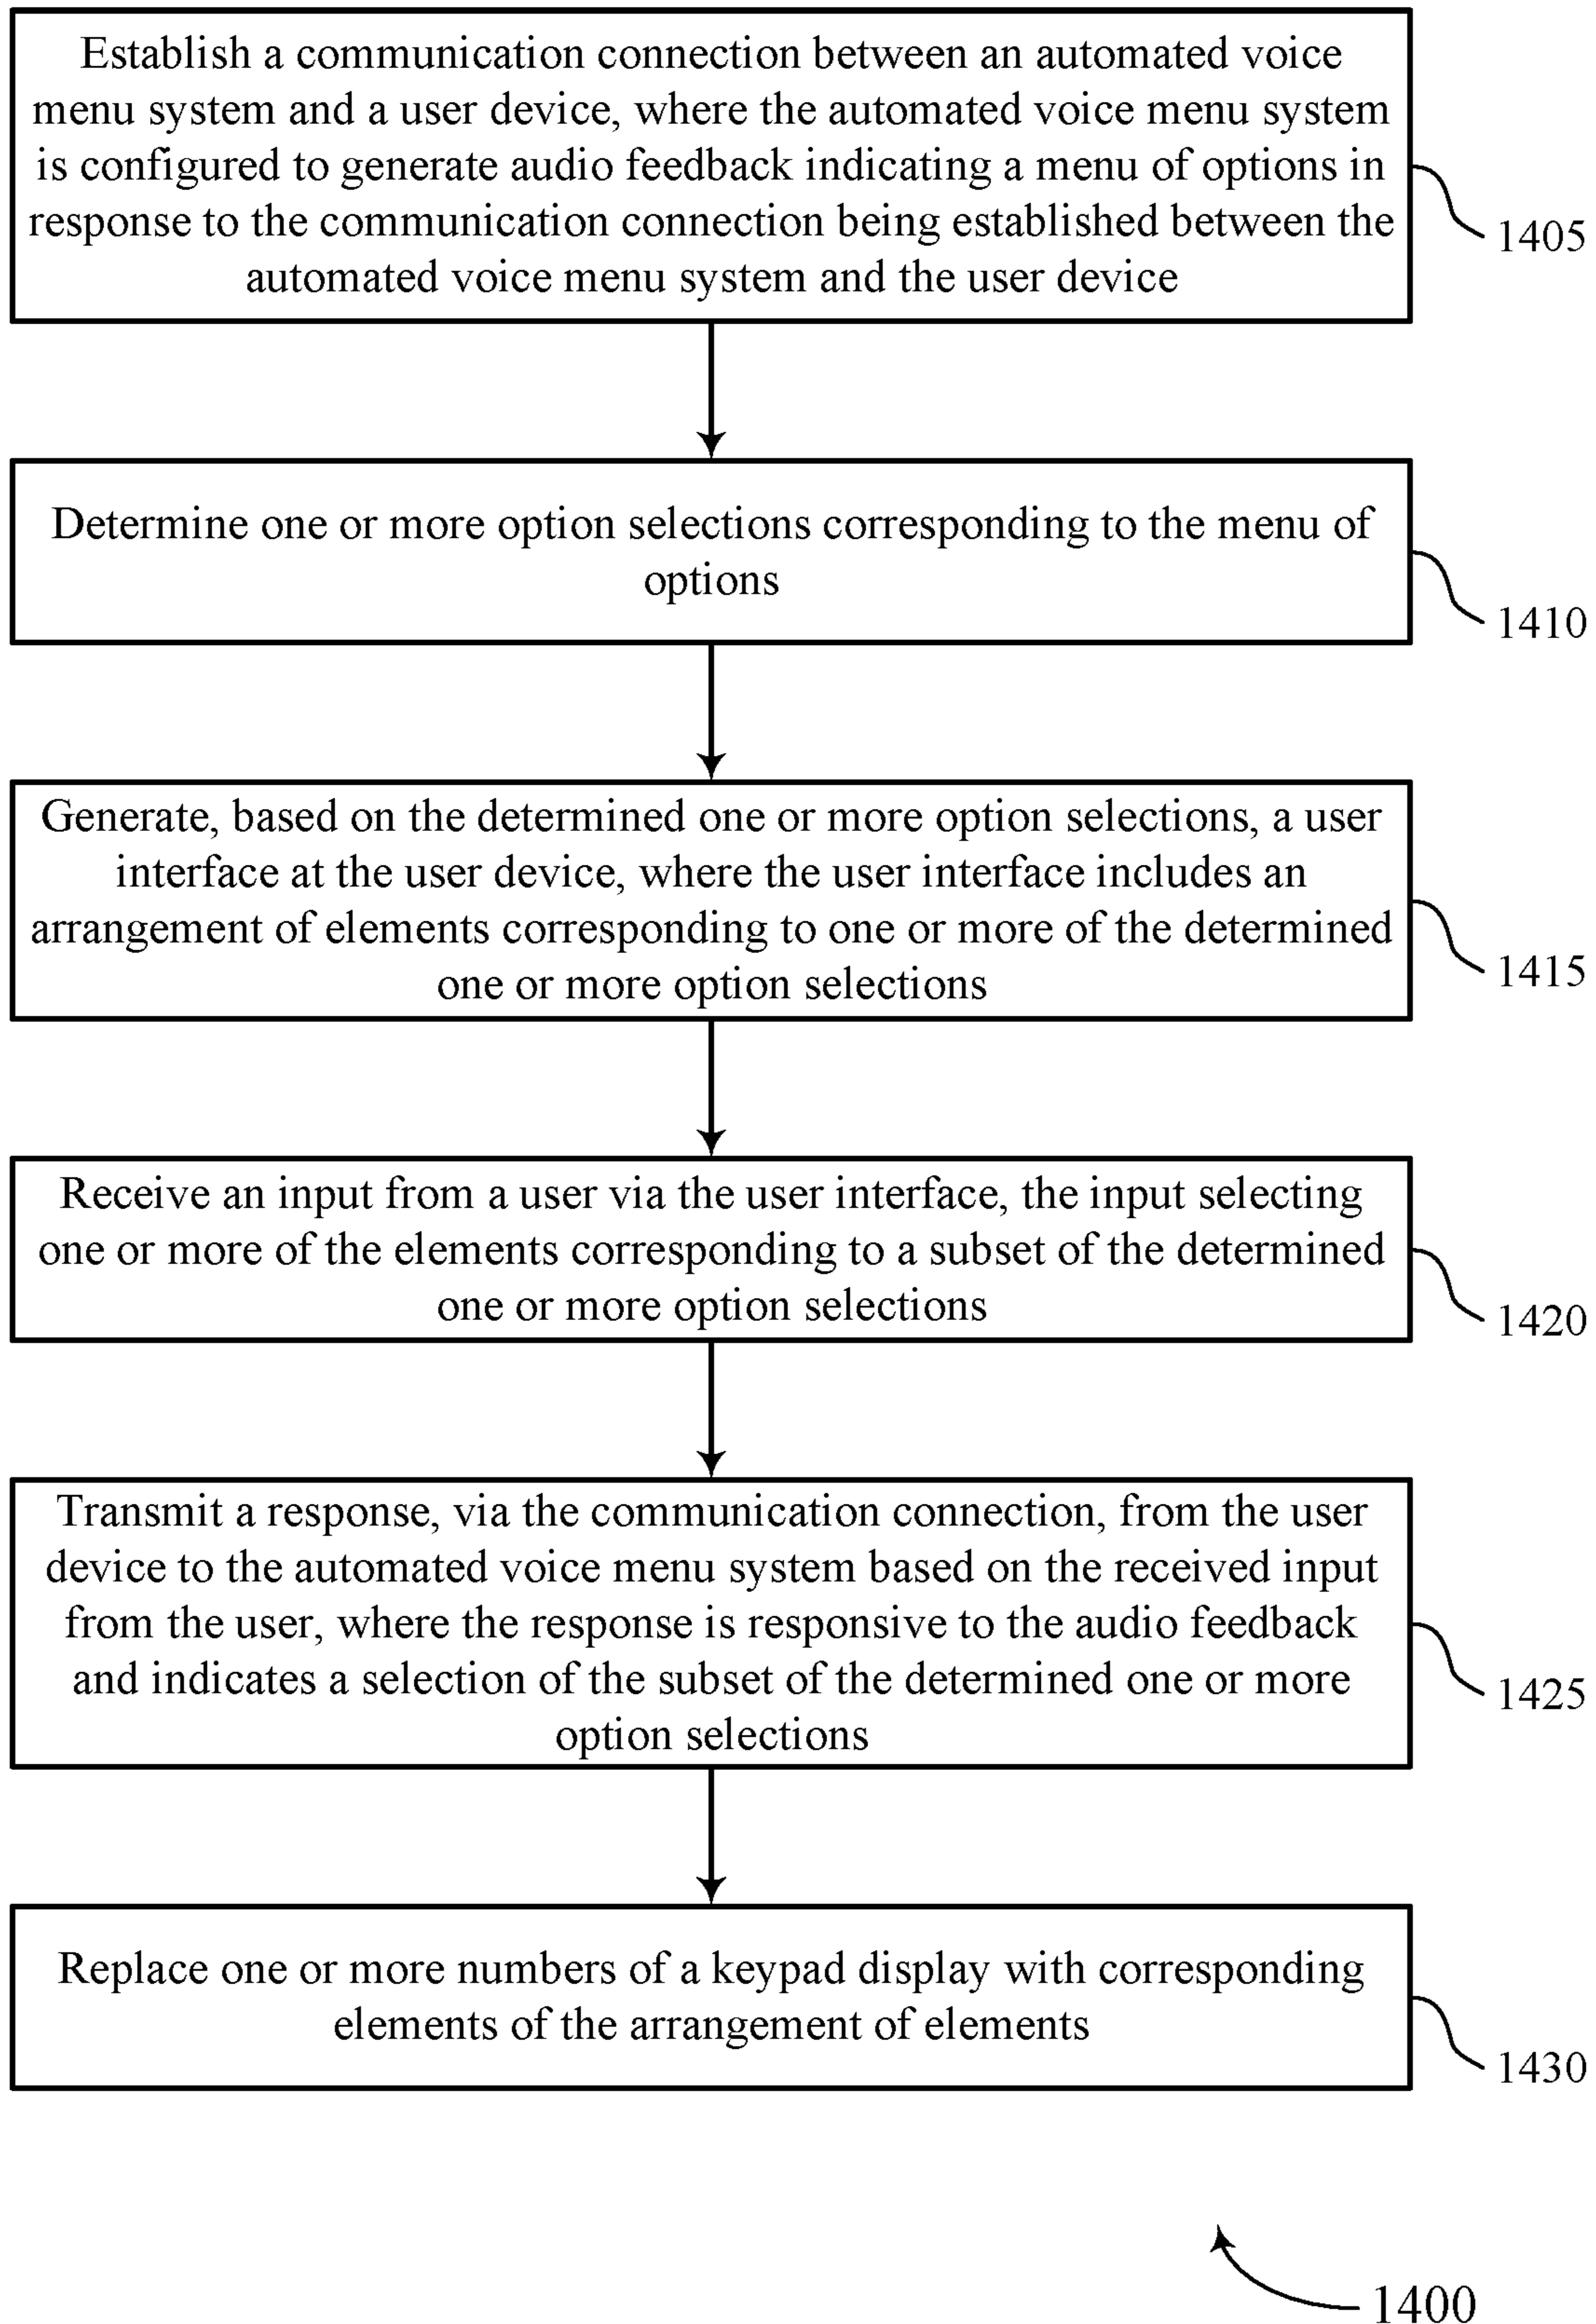 Establish a communication connection between an automated voice
menu system and a user device, where the automated voice menu system
is configured to generate audio feedback indicating a menu of options in
response to the communication connection being established between the
automated voice menu system and the user device
1405
Determine one or more option selections corresponding to the menu of
options
1410
Generate, based on the determined one or more option selections, a user
interface at the user device, where the user interface includes an
arrangement of elements corresponding to one or more of the determined
one or more option selections
1415
Receive an input from a user via the user interface, the input selecting
one or more of the elements corresponding to a subset of the determined
one or more option selections
1420
Transmit a response, via the communication connection, from the user
device to the automated voice menu system based on the received input
from the user, where the response is responsive to the audio feedback
and indicates a selection of the subset of the determined one or more
option selections
1425
Replace one or more numbers of a keypad display with corresponding
elements of the arrangement of elements
1430
1400